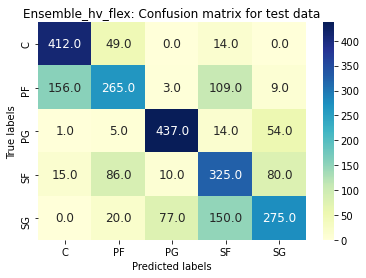 Ensemble_hv_flex: Confusion matrix for test data
C 412.0 49.0 0.0 14.0 0.0
PF 156.0 265.0 3.0 109.0 9.0
PG 1.0 5.0 437.0 14.0 54.0
SF 15.0 86.0 10.0 325.0 80.0
SG 0.0 20.0 77.0 150.0 275.0
C PF PG SF SG
True labels
Predicted labels
400
350
300
250
200
150
100
50
0